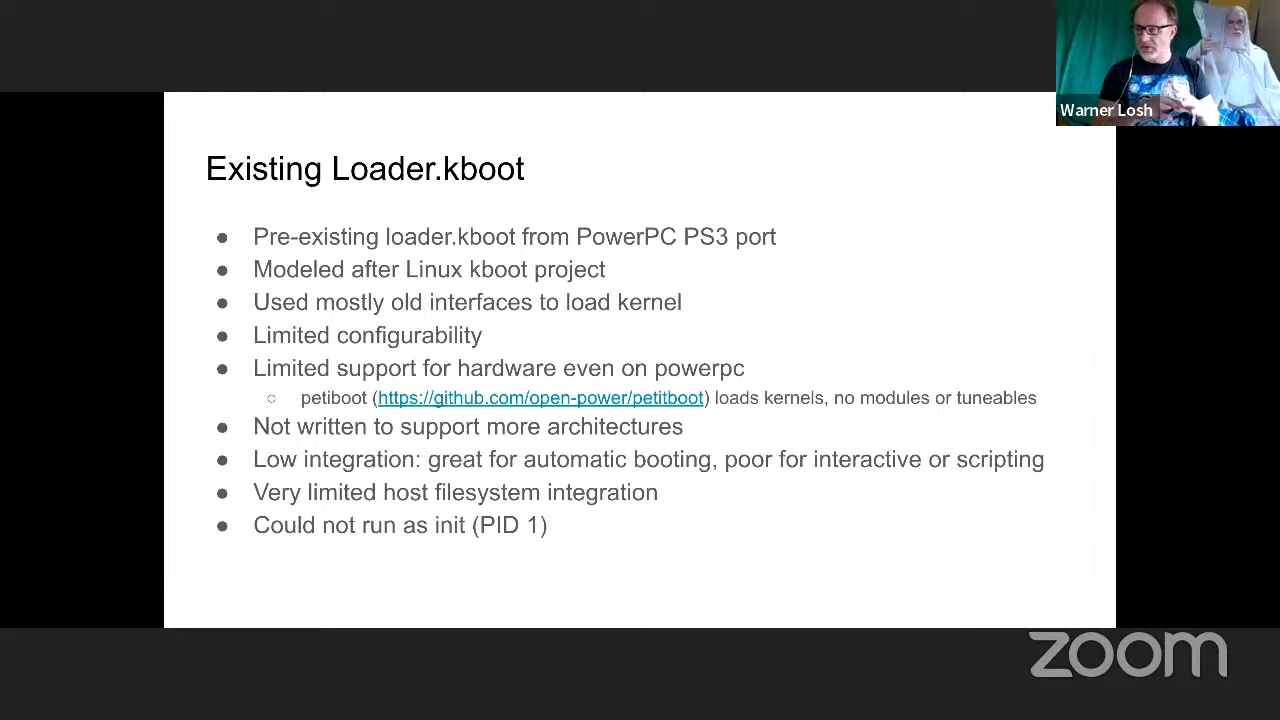 Warner Losh
Existing Loader.kboot
● Pre-existing loader.kboot from PowerPC PS3 port
● Modeled after Linux kboot project
● Used mostly old interfaces to load kernel
● Limited configurability
● Limited support for hardware even on powerpc
○ petiboot (https://github.com/open-power/petitboot) loads kernels, no modules or tuneables
● Not written to support more architectures
● Low integration: great for automatic booting, poor for interactive or scripting
● Very limited host filesystem integration
● Could not run as init (PID 1)
zoom